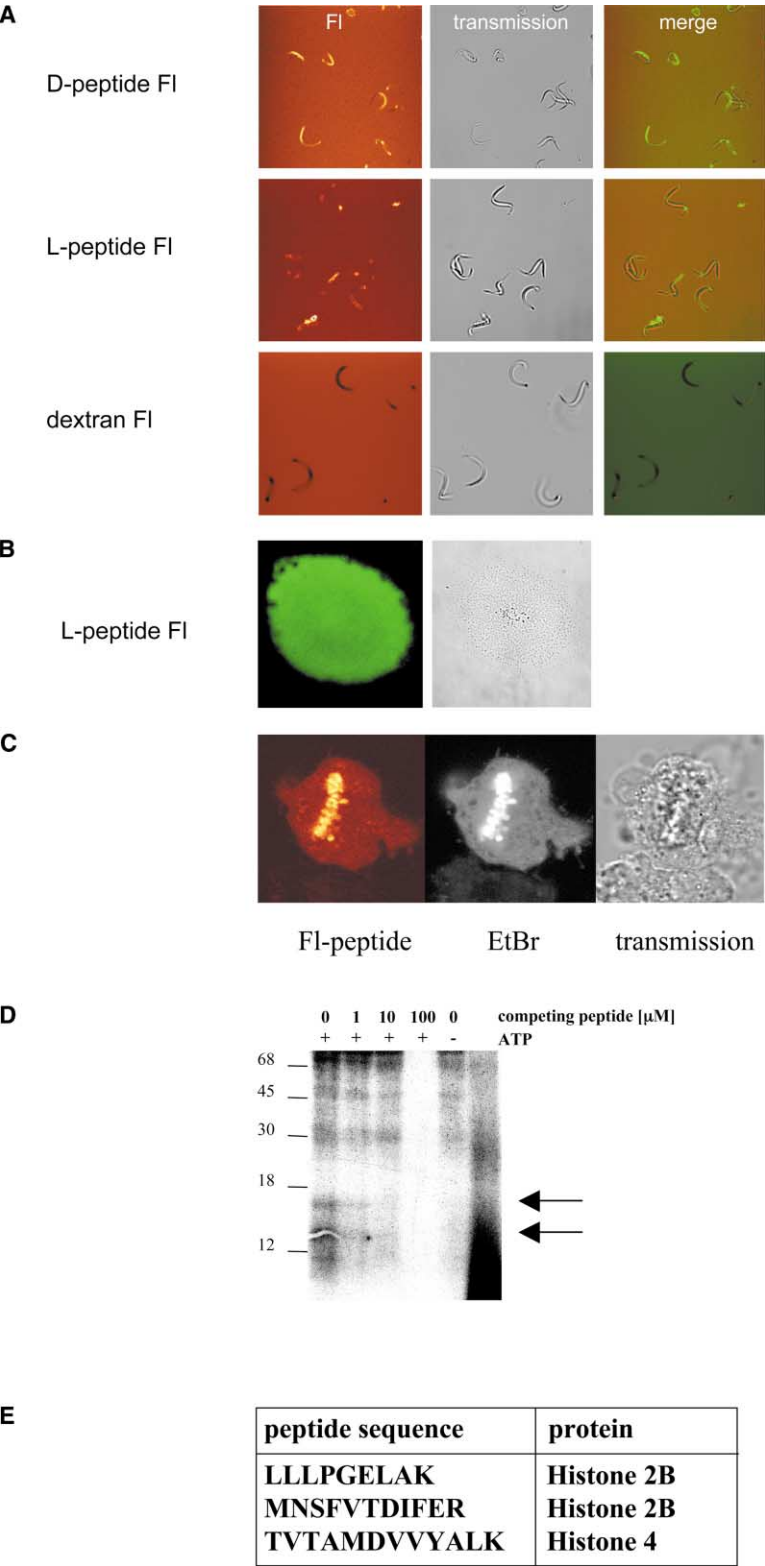 A
Fl transmission merge
D-peptide Fl
L-peptide Fl
dextran Fl
B
L-peptide Fl
C
Fl-peptide EtBr transmission
D
0 1 10 100 0 competing peptide [µM]
+ + + + - ATP
68
45
30
18
12
E
peptide sequence protein
LLLPGELAK Histone 2B
MNSFVTDIFER Histone 2B
TVTAMDVVYALK Histone 4